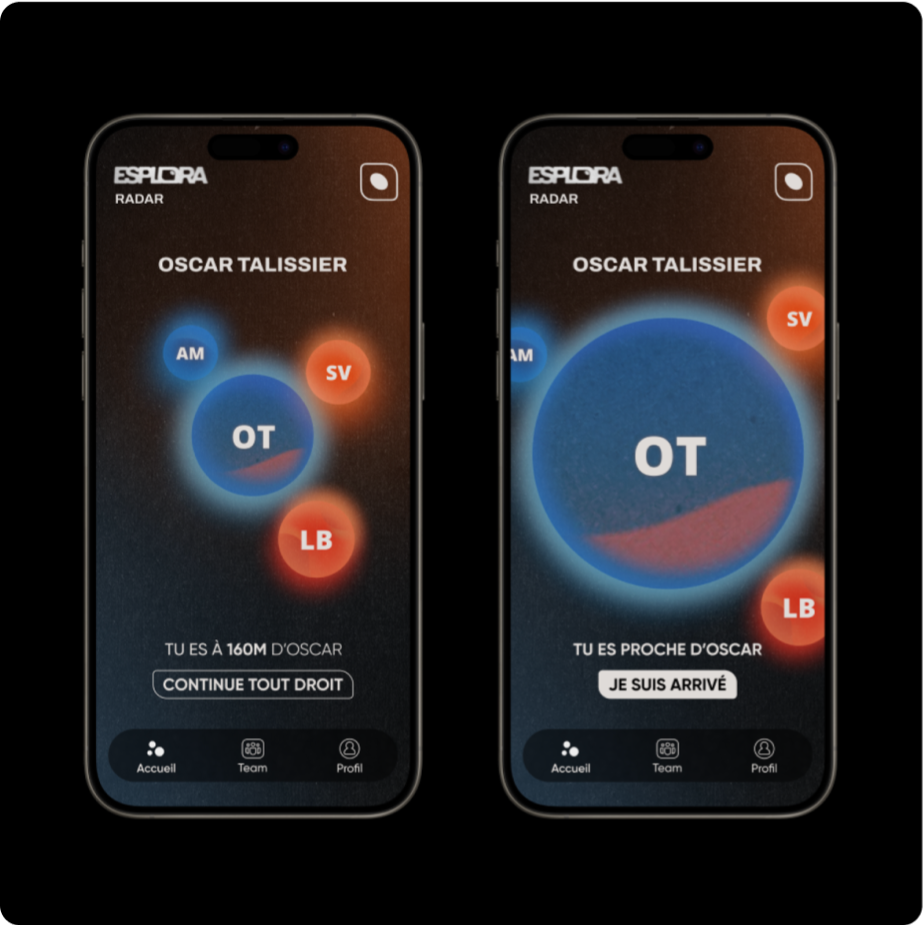 ESPLORA
RADAR
OSCAR TALISSIER
AM
SV
OT
LB
TU ES À 160M D'OSCAR
CONTINUE TOUT DROIT
Accueil
Team
Profil
ESPLORA
RADAR
OSCAR TALISSIER
SV
AM
OT
LB
TU ES PROCHE D'OSCAR
JE SUIS ARRIVÉ
Accueil
Team
Profil